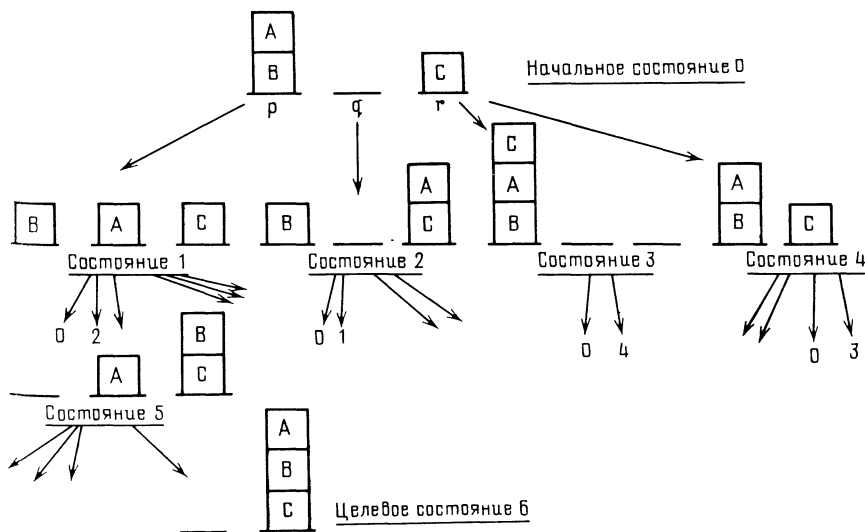 A
B
C
Начальное состояние 0
p
q
r
C
A
A
A
B
A
C
B
C
B
B
C
Состояние 1
Состояние 2
Состояние 3
Состояние 4
0
2
0
1
0
4
0
3
B
A
C
Состояние 5
A
B
C
Целевое состояние 6